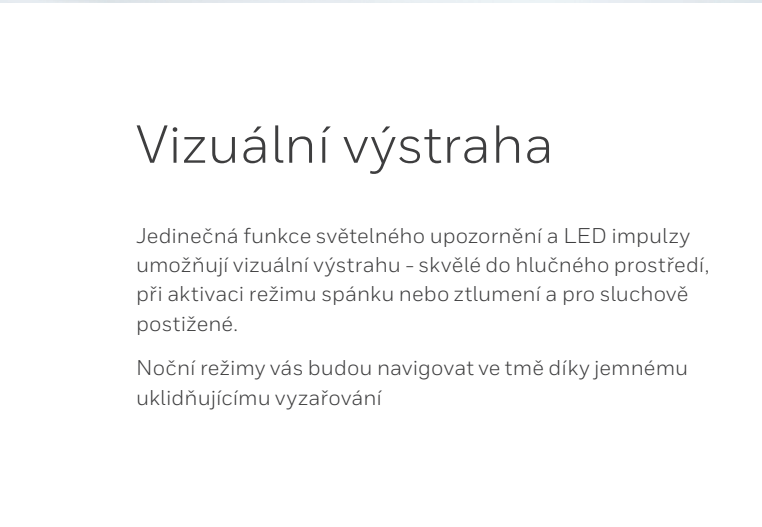 Vizuální výstraha
Jedinečná funkce světelného upozornění a LED impulzy
umožňují vizuální výstrahu - skvělé do hlučného prostředí,
při aktivaci režimu spánku nebo ztlumení a pro sluchově
postižené.
Noční režimy vás budou navigovat ve tmě díky jemnému
uklidňujícímu vyzařování